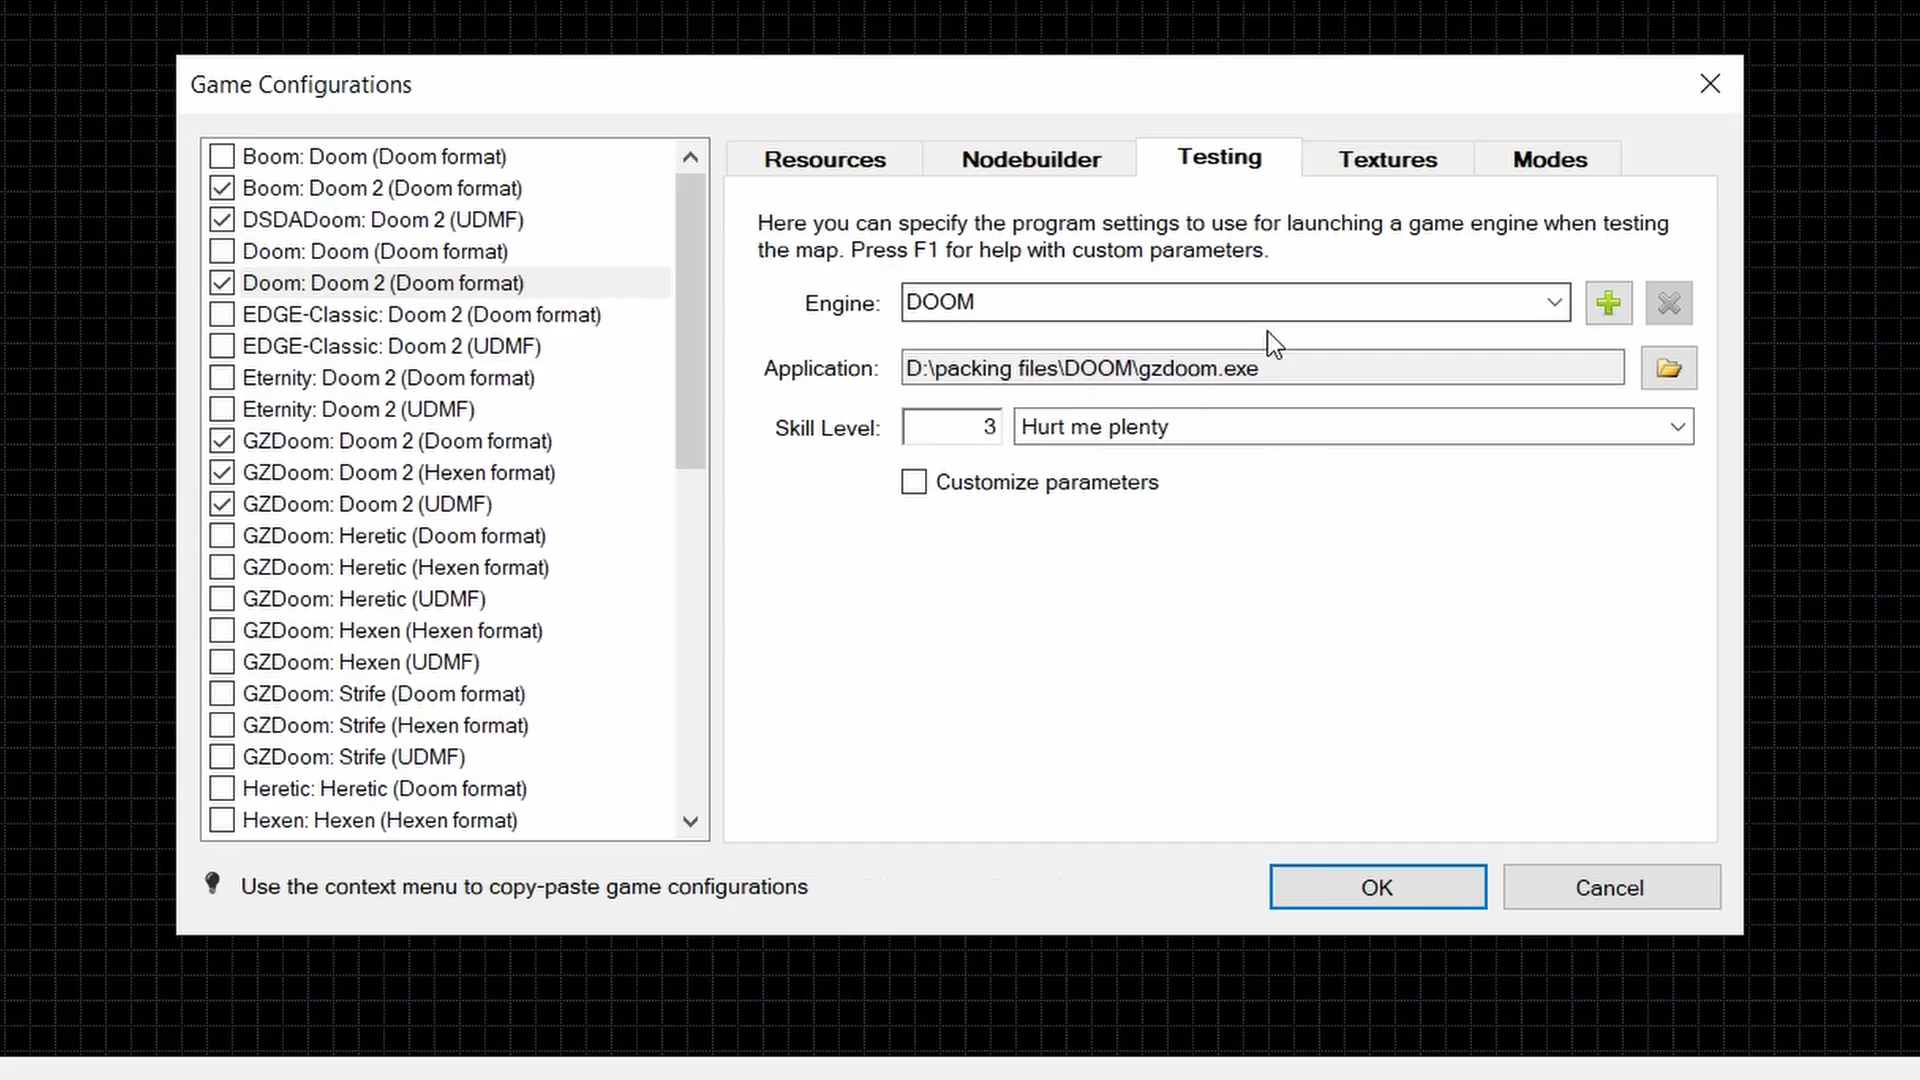 Game Configurations
Boom: Doom (Doom format)
Boom: Doom 2 (Doom format)
DSDADoom: Doom 2 (UDMF)
Doom: Doom (Doom format)
Doom: Doom 2 (Doom format)
EDGE-Classic: Doom 2 (Doom format)
EDGE-Classic: Doom 2 (UDMF)
Eternity: Doom 2 (Doom format)
Eternity: Doom 2 (UDMF)
GZDoom: Doom 2 (Doom format)
GZDoom: Doom 2 (Hexen format)
GZDoom: Doom 2 (UDMF)
GZDoom: Heretic (Doom format)
GZDoom: Heretic (Hexen format)
GZDoom: Heretic (UDMF)
GZDoom: Hexen (Hexen format)
GZDoom: Hexen (UDMF)
GZDoom: Strife (Doom format)
GZDoom: Strife (Hexen format)
GZDoom: Strife (UDMF)
Heretic: Heretic (Doom format)
Hexen: Hexen (Hexen format)
Resources Nodebuilder Testing Textures Modes
Here you can specify the program settings to use for launching a game engine when testing
the map. Press F1 for help with custom parameters.
Engine: DOOM
Application: D:\packing files\DOOM\gzdoom.exe
Skill Level: 3 Hurt me plenty
Customize parameters
Use the context menu to copy-paste game configurations
OK Cancel